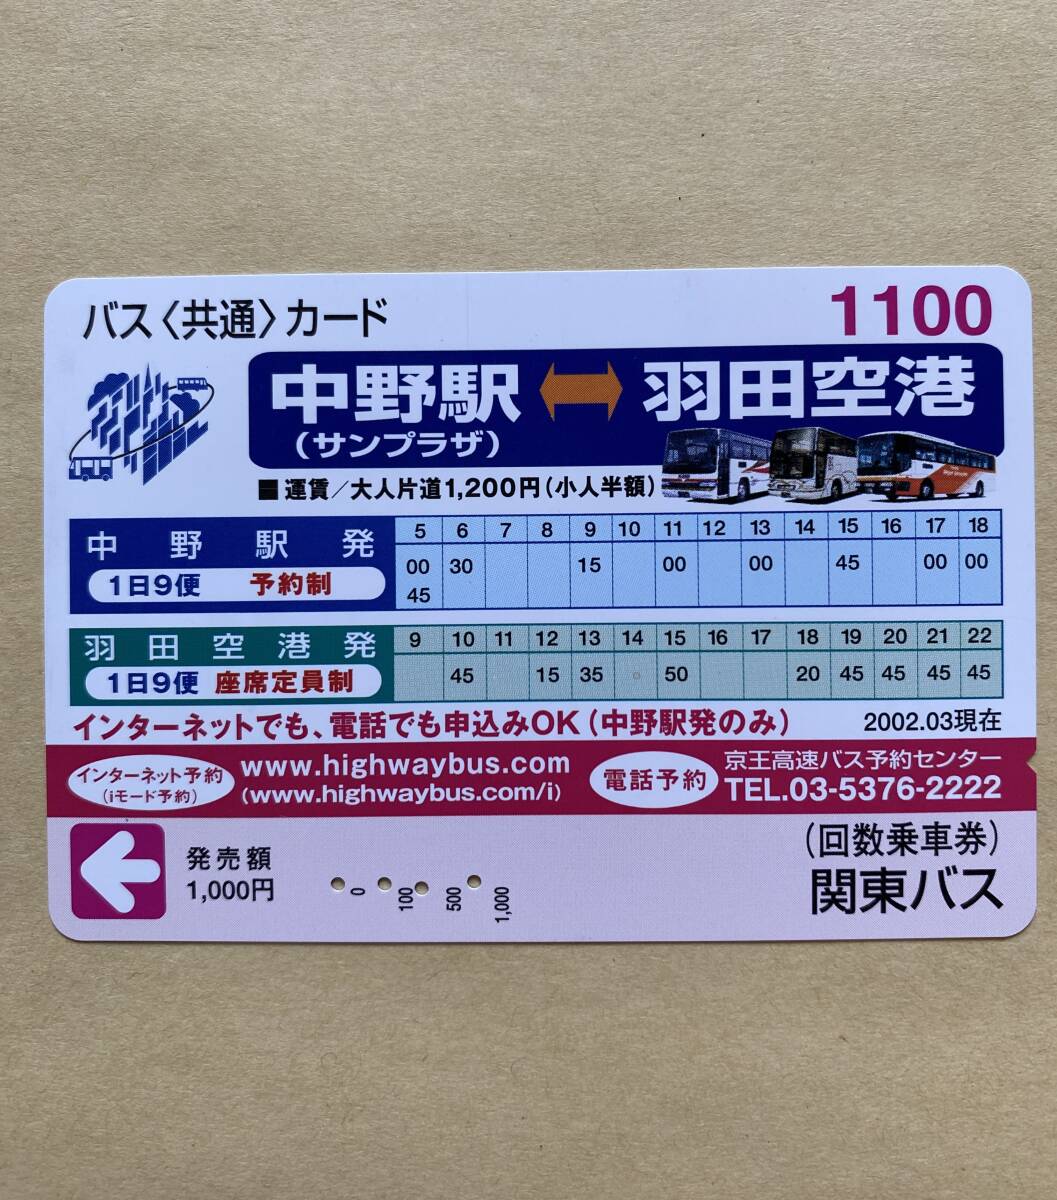 バス〈共通〉カード
1100
中野駅 ↔ 羽田空港
（サンプラザ）
■運賃／大人片道1,200円（小人半額）
中野駅発 5 6 7 8 9 10 11 12 13 14 15 16 17 18
1日9便 予約制 00 30 15 00 00 45 00 00
45
羽田空港発 9 10 11 12 13 14 15 16 17 18 19 20 21 22
1日9便 座席定員制 45 15 35 50 20 45 45 45 45
インターネットでも、電話でも申込みOK（中野駅発のみ） 2002.03現在
インターネット予約
（iモード予約）
www.highwaybus.com
(www.highwaybus.com/i)
電話予約
京王高速バス予約センター
TEL.03-5376-2222
発売額
1,000円
0 100 500 1,000
（回数乗車券）
関東バス